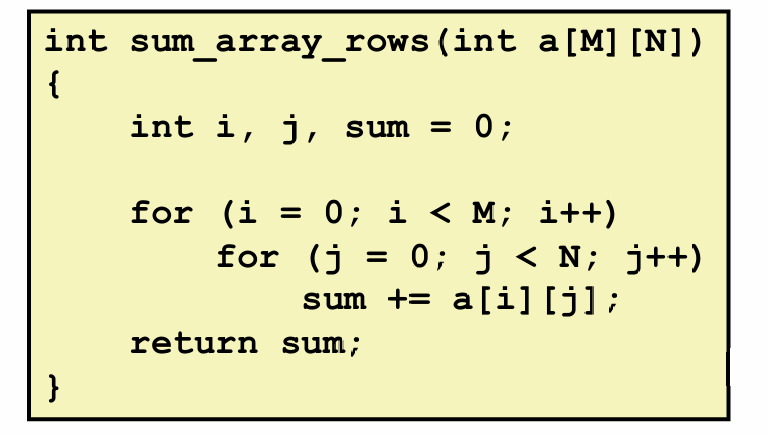 int sum_array_rows(int a[M][N])
{
    int i, j, sum = 0;

    for (i = 0; i < M; i++)
        for (j = 0; j < N; j++)
            sum += a[i][j];
    return sum;
}